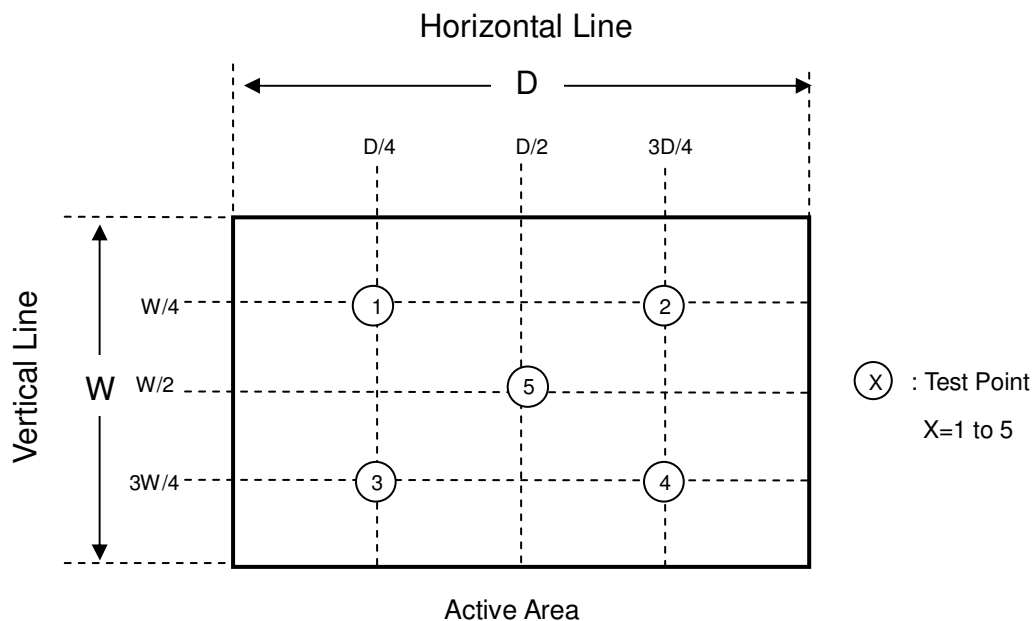 Horizontal Line
D
D/4
D/2
3D/4
W/4
1
2
Vertical Line
W
W/2
5
X : Test Point
X=1 to 5
3W/4
3
4
Active Area